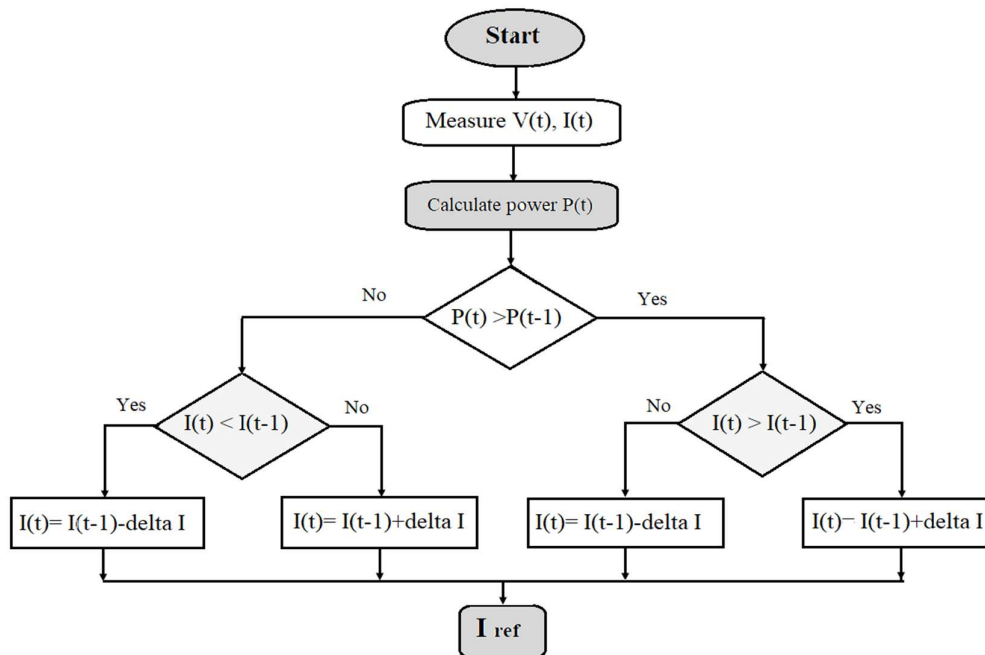 Start
Measure V(t), I(t)
Calculate power P(t)
No
Yes
P(t) >P(t-1)
Yes
I(t) < I(t-1)
No
No
I(t) > I(t-1)
Yes
I(t)= I(t-1)-delta I
I(t)= I(t-1)+delta I
I(t)= I(t-1)-delta I
I(t)− I(t-1)+delta I
I ref